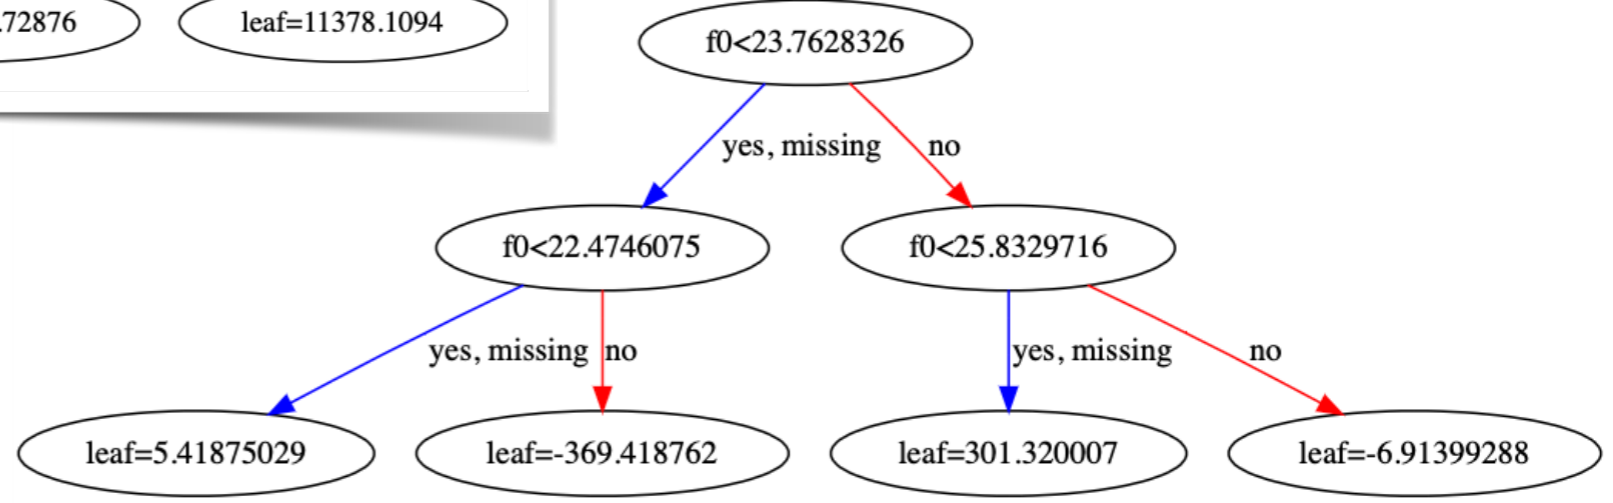 .72876 leaf=11378.1094
f0<23.7628326
yes, missing no
f0<22.4746075 f0<25.8329716
yes, missing no yes, missing no
leaf=5.41875029 leaf=-369.418762 leaf=301.320007 leaf=-6.91399288